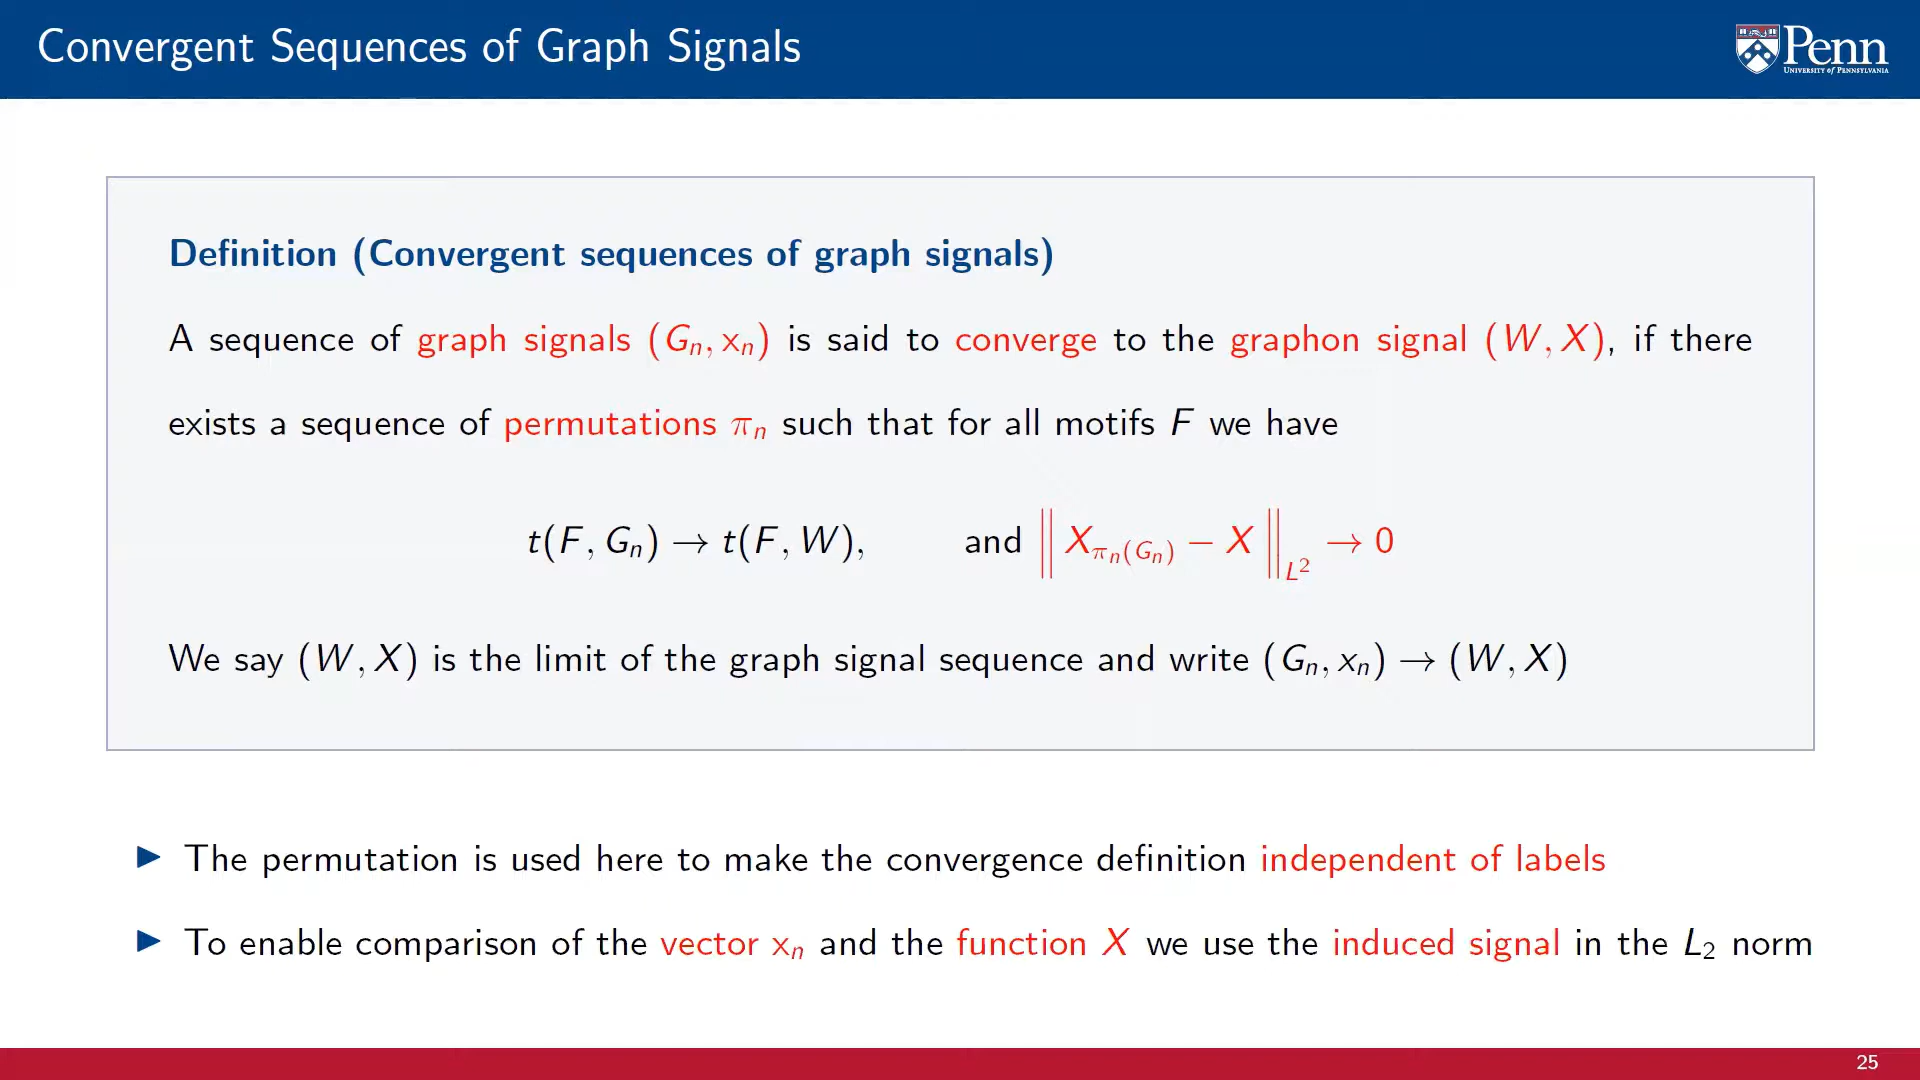 Convergent Sequences of Graph Signals
Penn
UNIVERSITY of PENNSYLVANIA
Definition (Convergent sequences of graph signals)
A sequence of graph signals (Gₙ, xₙ) is said to converge to the graphon signal (W, X), if there
exists a sequence of permutations πₙ such that for all motifs F we have
t(F, Gₙ) → t(F, W), and ‖ X_{πₙ(Gₙ)} − X ‖_{L²} → 0
We say (W, X) is the limit of the graph signal sequence and write (Gₙ, xₙ) → (W, X)
▶ The permutation is used here to make the convergence definition independent of labels
▶ To enable comparison of the vector xₙ and the function X we use the induced signal in the L₂ norm
25